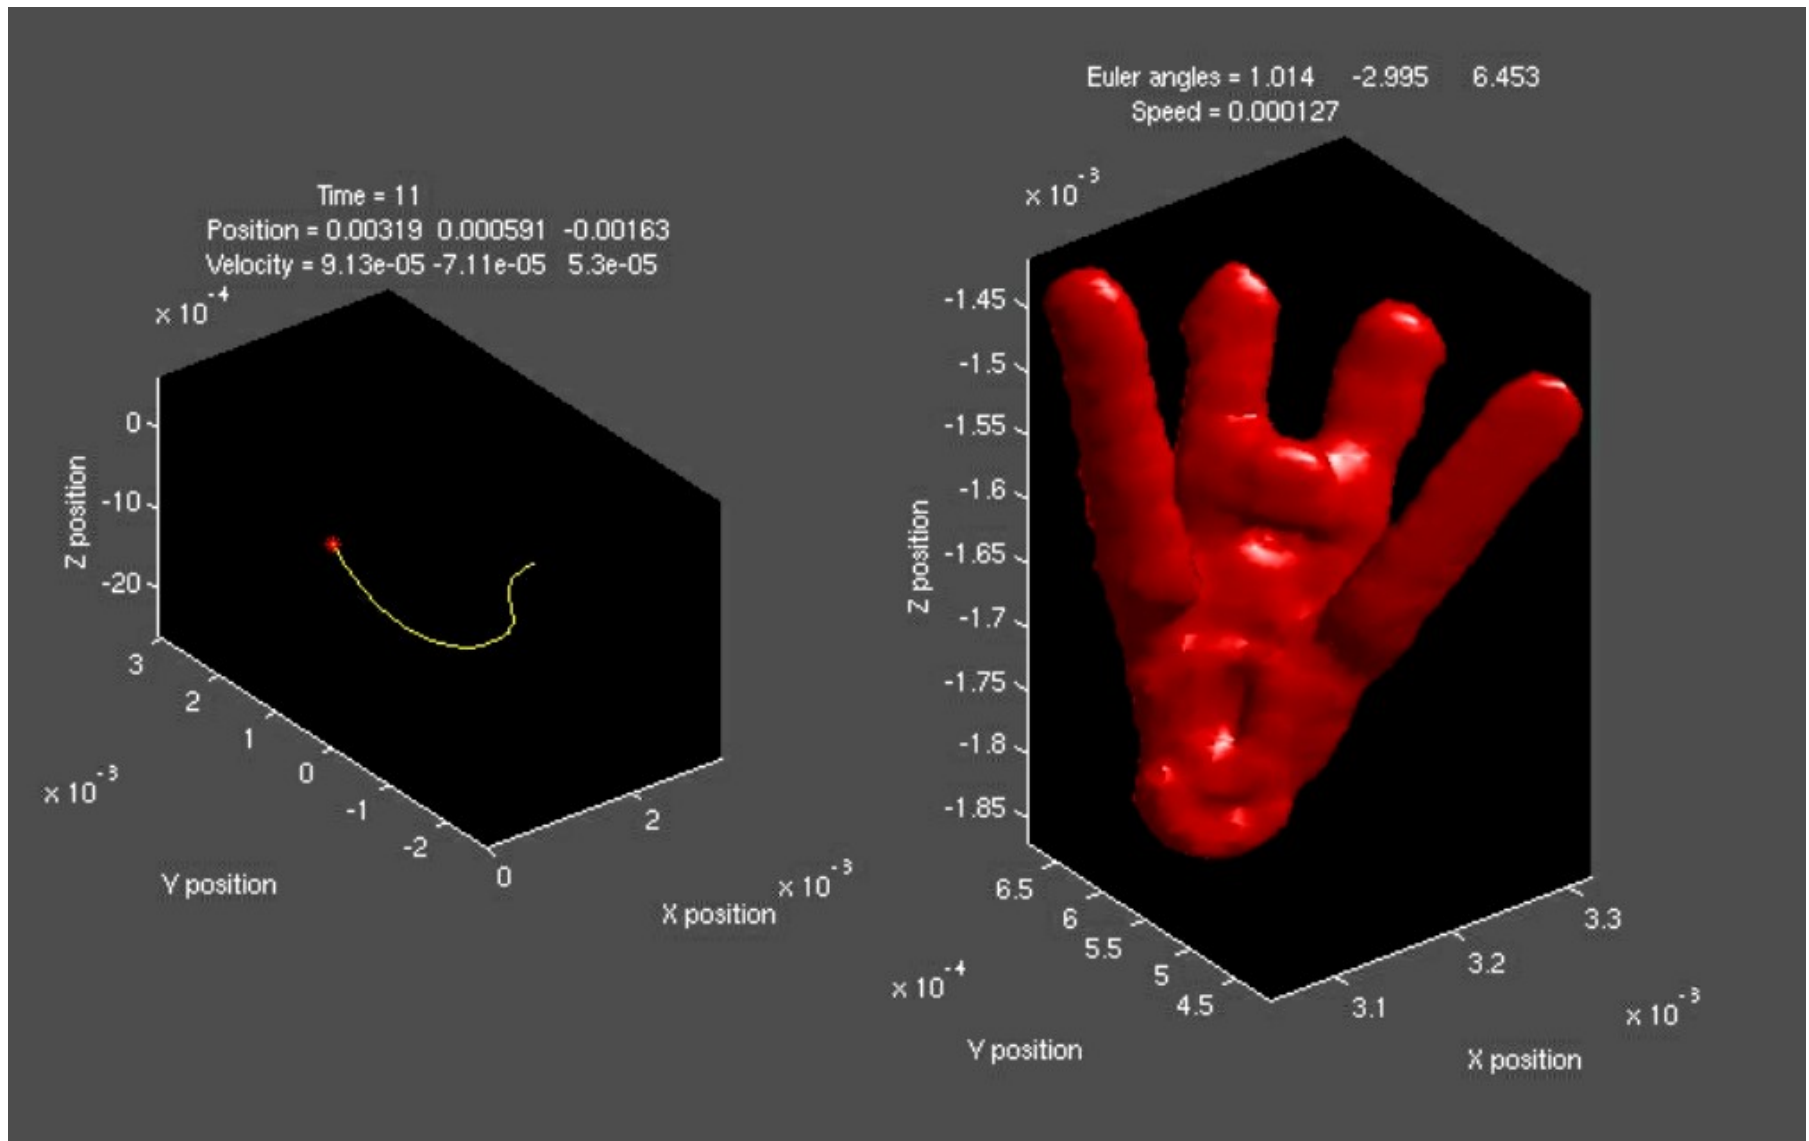 Time = 11
Position = 0.00319 0.000591 -0.00163
Velocity = 9.13e-05 -7.11e-05 5.3e-05
x 10^-4
0
-10
-20
Z position
3
2
1
0
-1
-2
x 10^-3
Y position
0
2
x 10^-3
X position
Euler angles = 1.014 -2.995 6.453
Speed = 0.000127
x 10^-3
-1.45
-1.5
-1.55
-1.6
-1.65
-1.7
-1.75
-1.8
-1.85
Z position
6.5
6
5.5
5
4.5
x 10^-4
Y position
3.1
3.2
3.3
x 10^-3
X position